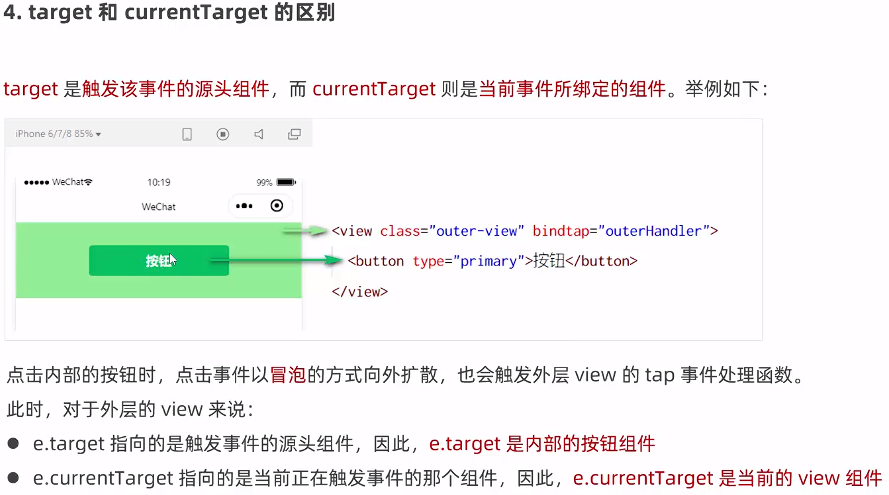 4. target 和 currentTarget 的区别
target 是触发该事件的源头组件，而 currentTarget 则是当前事件所绑定的组件。举例如下：
iPhone 6/7/8 85%
WeChat 10:19 99%
WeChat
<view class="outer-view" bindtap="outerHandler">
按钮 <button type="primary">按钮</button>
</view>
点击内部的按钮时，点击事件以冒泡的方式向外扩散，也会触发外层 view 的 tap 事件处理函数。
此时，对于外层的 view 来说：
● e.target 指向的是触发事件的源头组件，因此，e.target 是内部的按钮组件
● e.currentTarget 指向的是当前正在触发事件的那个组件，因此，e.currentTarget 是当前的 view 组件